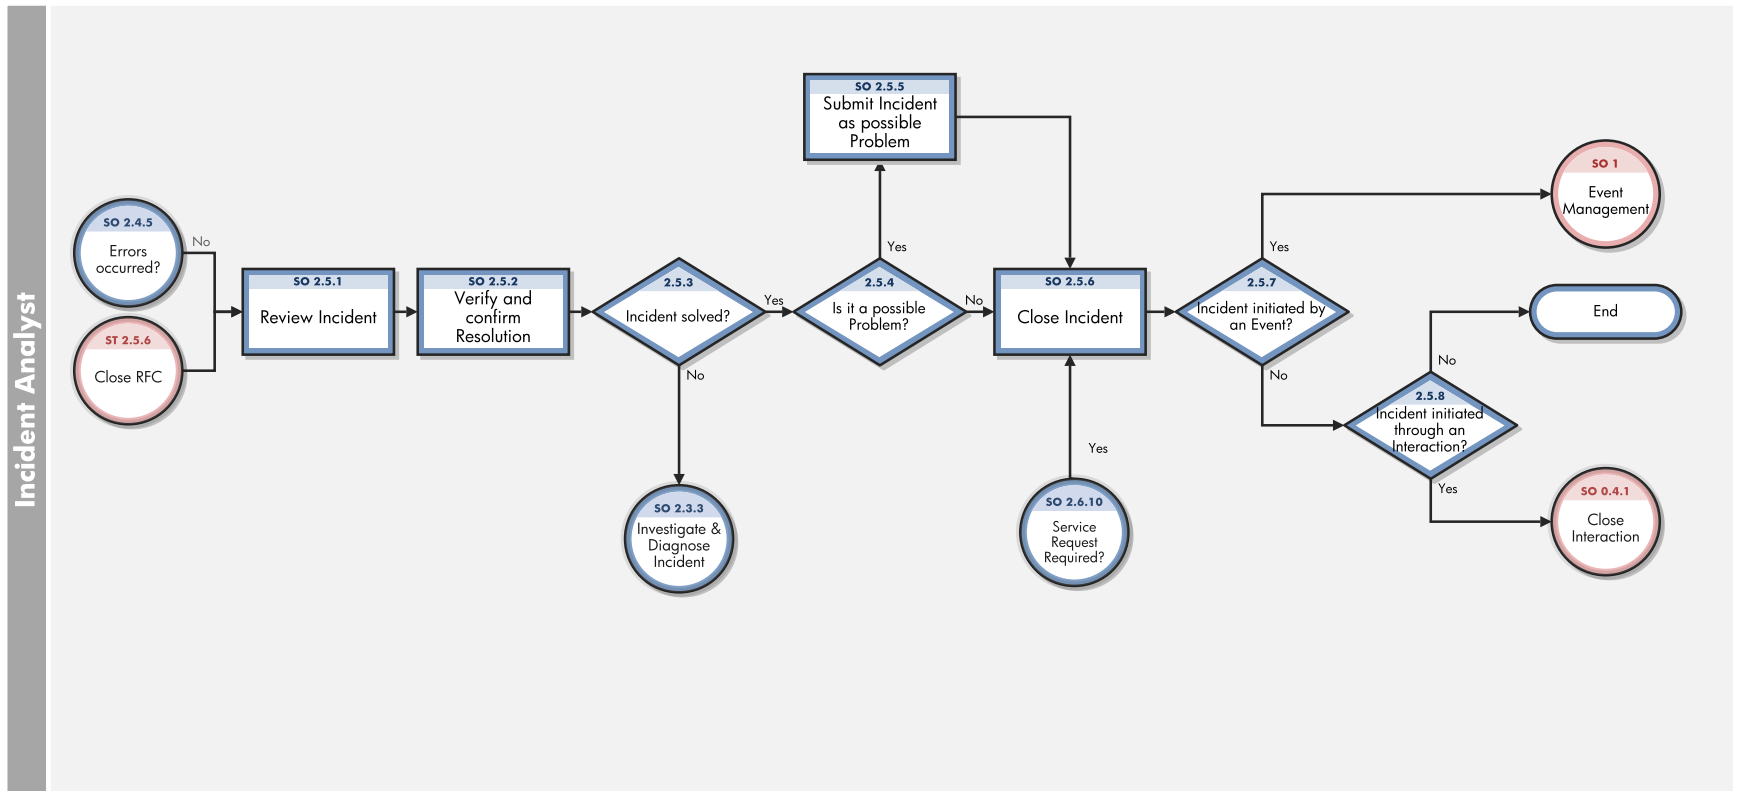 Incident Analyst
SO 2.4.5
Errors
occurred?
No
ST 2.5.6
Close RFC
SO 2.5.1
Review Incident
SO 2.5.2
Verify and
confirm
Resolution
2.5.3
Incident solved?
Yes
No
SO 2.3.3
Investigate &
Diagnose
Incident
2.5.4
Is it a possible
Problem?
Yes
No
SO 2.5.5
Submit Incident
as possible
Problem
SO 2.5.6
Close Incident
Yes
SO 2.6.10
Service
Request
Required?
2.5.7
Incident initiated by
an Event?
Yes
No
SO 1
Event
Management
2.5.8
Incident initiated
through an
Interaction?
No
Yes
End
SO 0.4.1
Close
Interaction